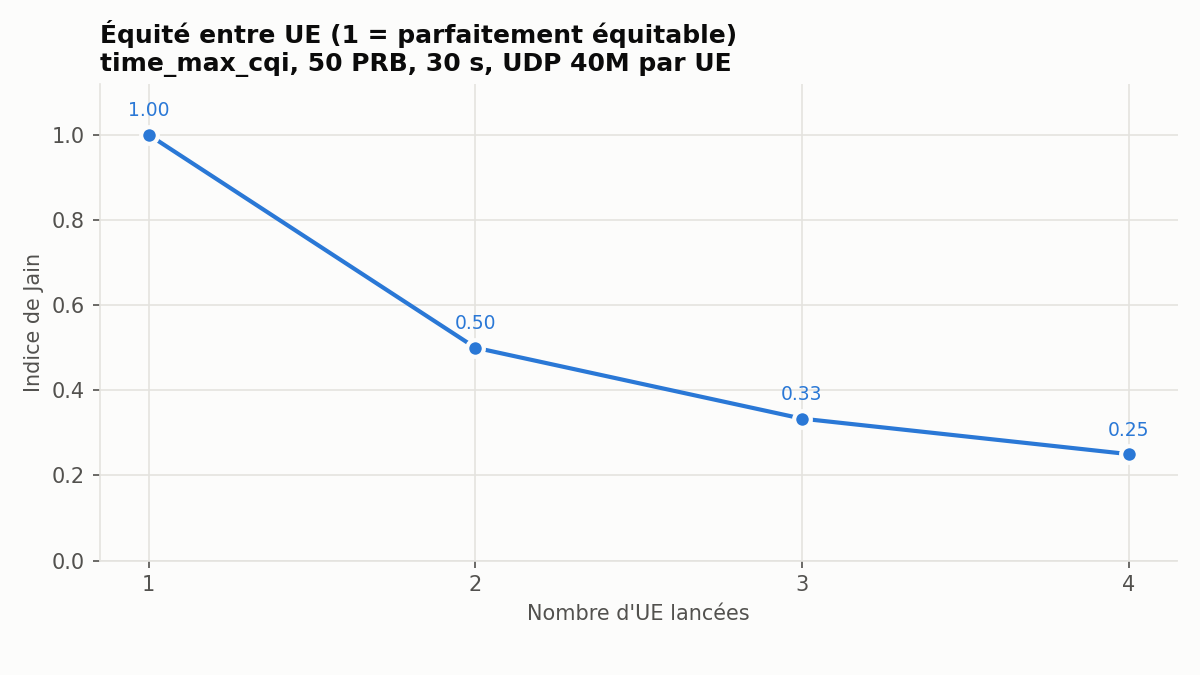 Équité entre UE (1 = parfaitement équitable)
time_max_cqi, 50 PRB, 30 s, UDP 40M par UE
1.00
0.50
0.33
0.25
1.0
0.8
0.6
0.4
0.2
0.0
Indice de Jain
1 2 3 4
Nombre d'UE lancées